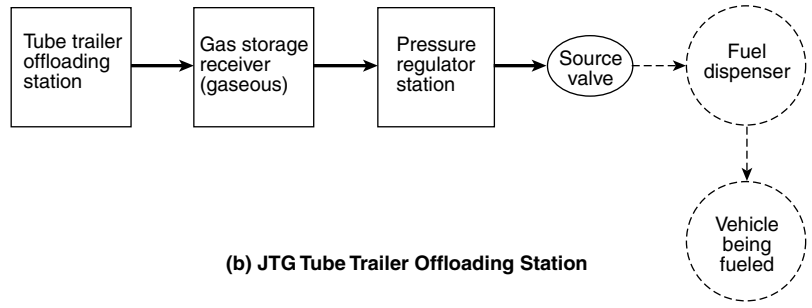 Tube trailer
offloading
station
Gas storage
receiver
(gaseous)
Pressure
regulator
station
Source
valve
Fuel
dispenser
Vehicle
being
fueled
(b) JTG Tube Trailer Offloading Station